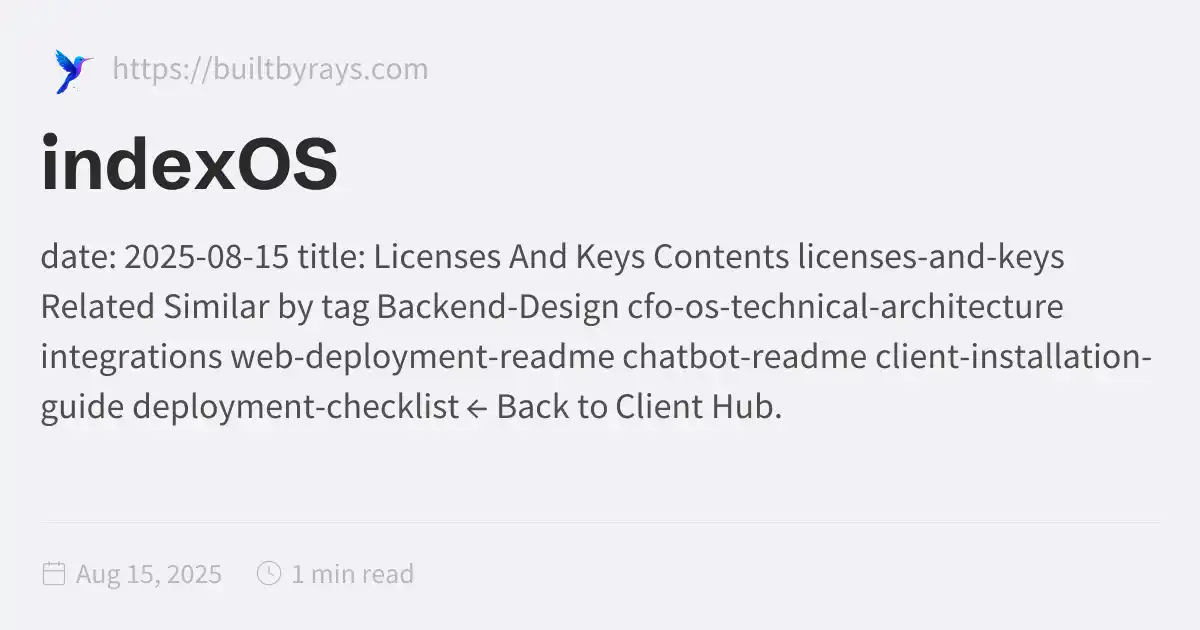 https://builtbyrays.com
indexOS
date: 2025-08-15 title: Licenses And Keys Contents licenses-and-keys
Related Similar by tag Backend-Design cfo-os-technical-architecture
integrations web-deployment-readme chatbot-readme client-installation-
guide deployment-checklist ← Back to Client Hub.
Aug 15, 2025 1 min read